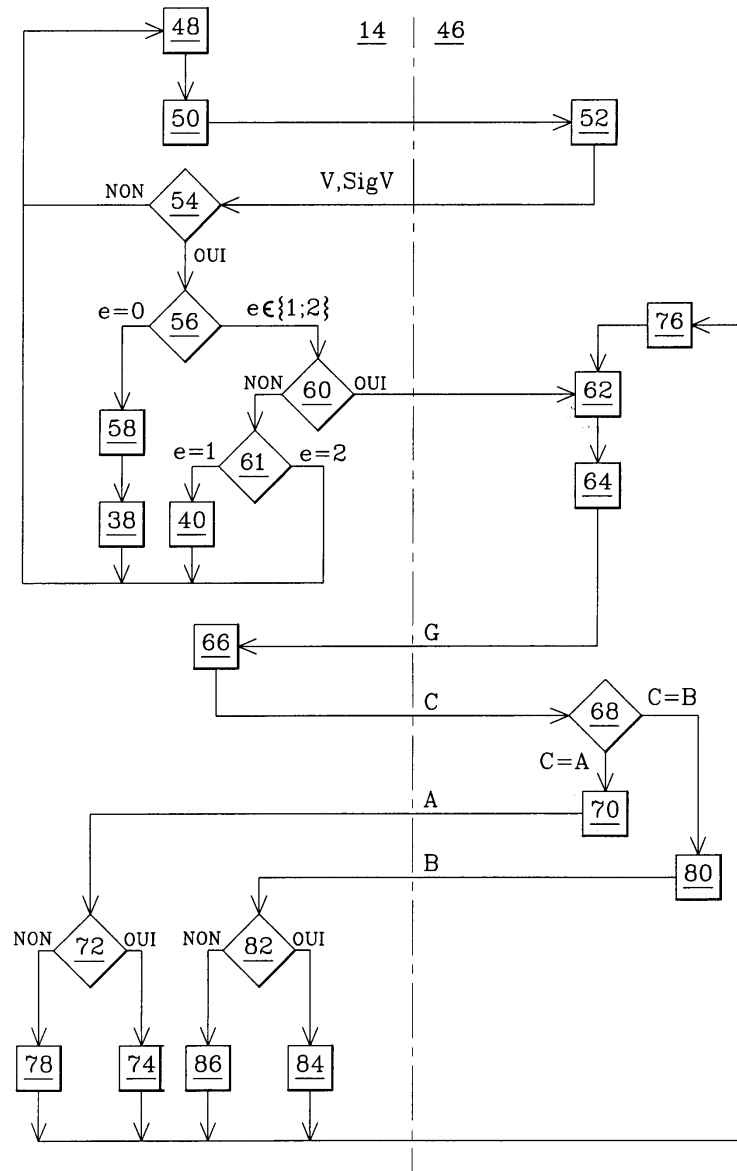 48
14
46
50
52
V,SigV
NON
54
OUI
e=0
56
e∈{1;2}
76
NON
60
OUI
62
58
e=1
61
e=2
64
38
40
G
66
C
68
C=B
C=A
A
70
B
80
NON
72
OUI
NON
82
OUI
78
74
86
84